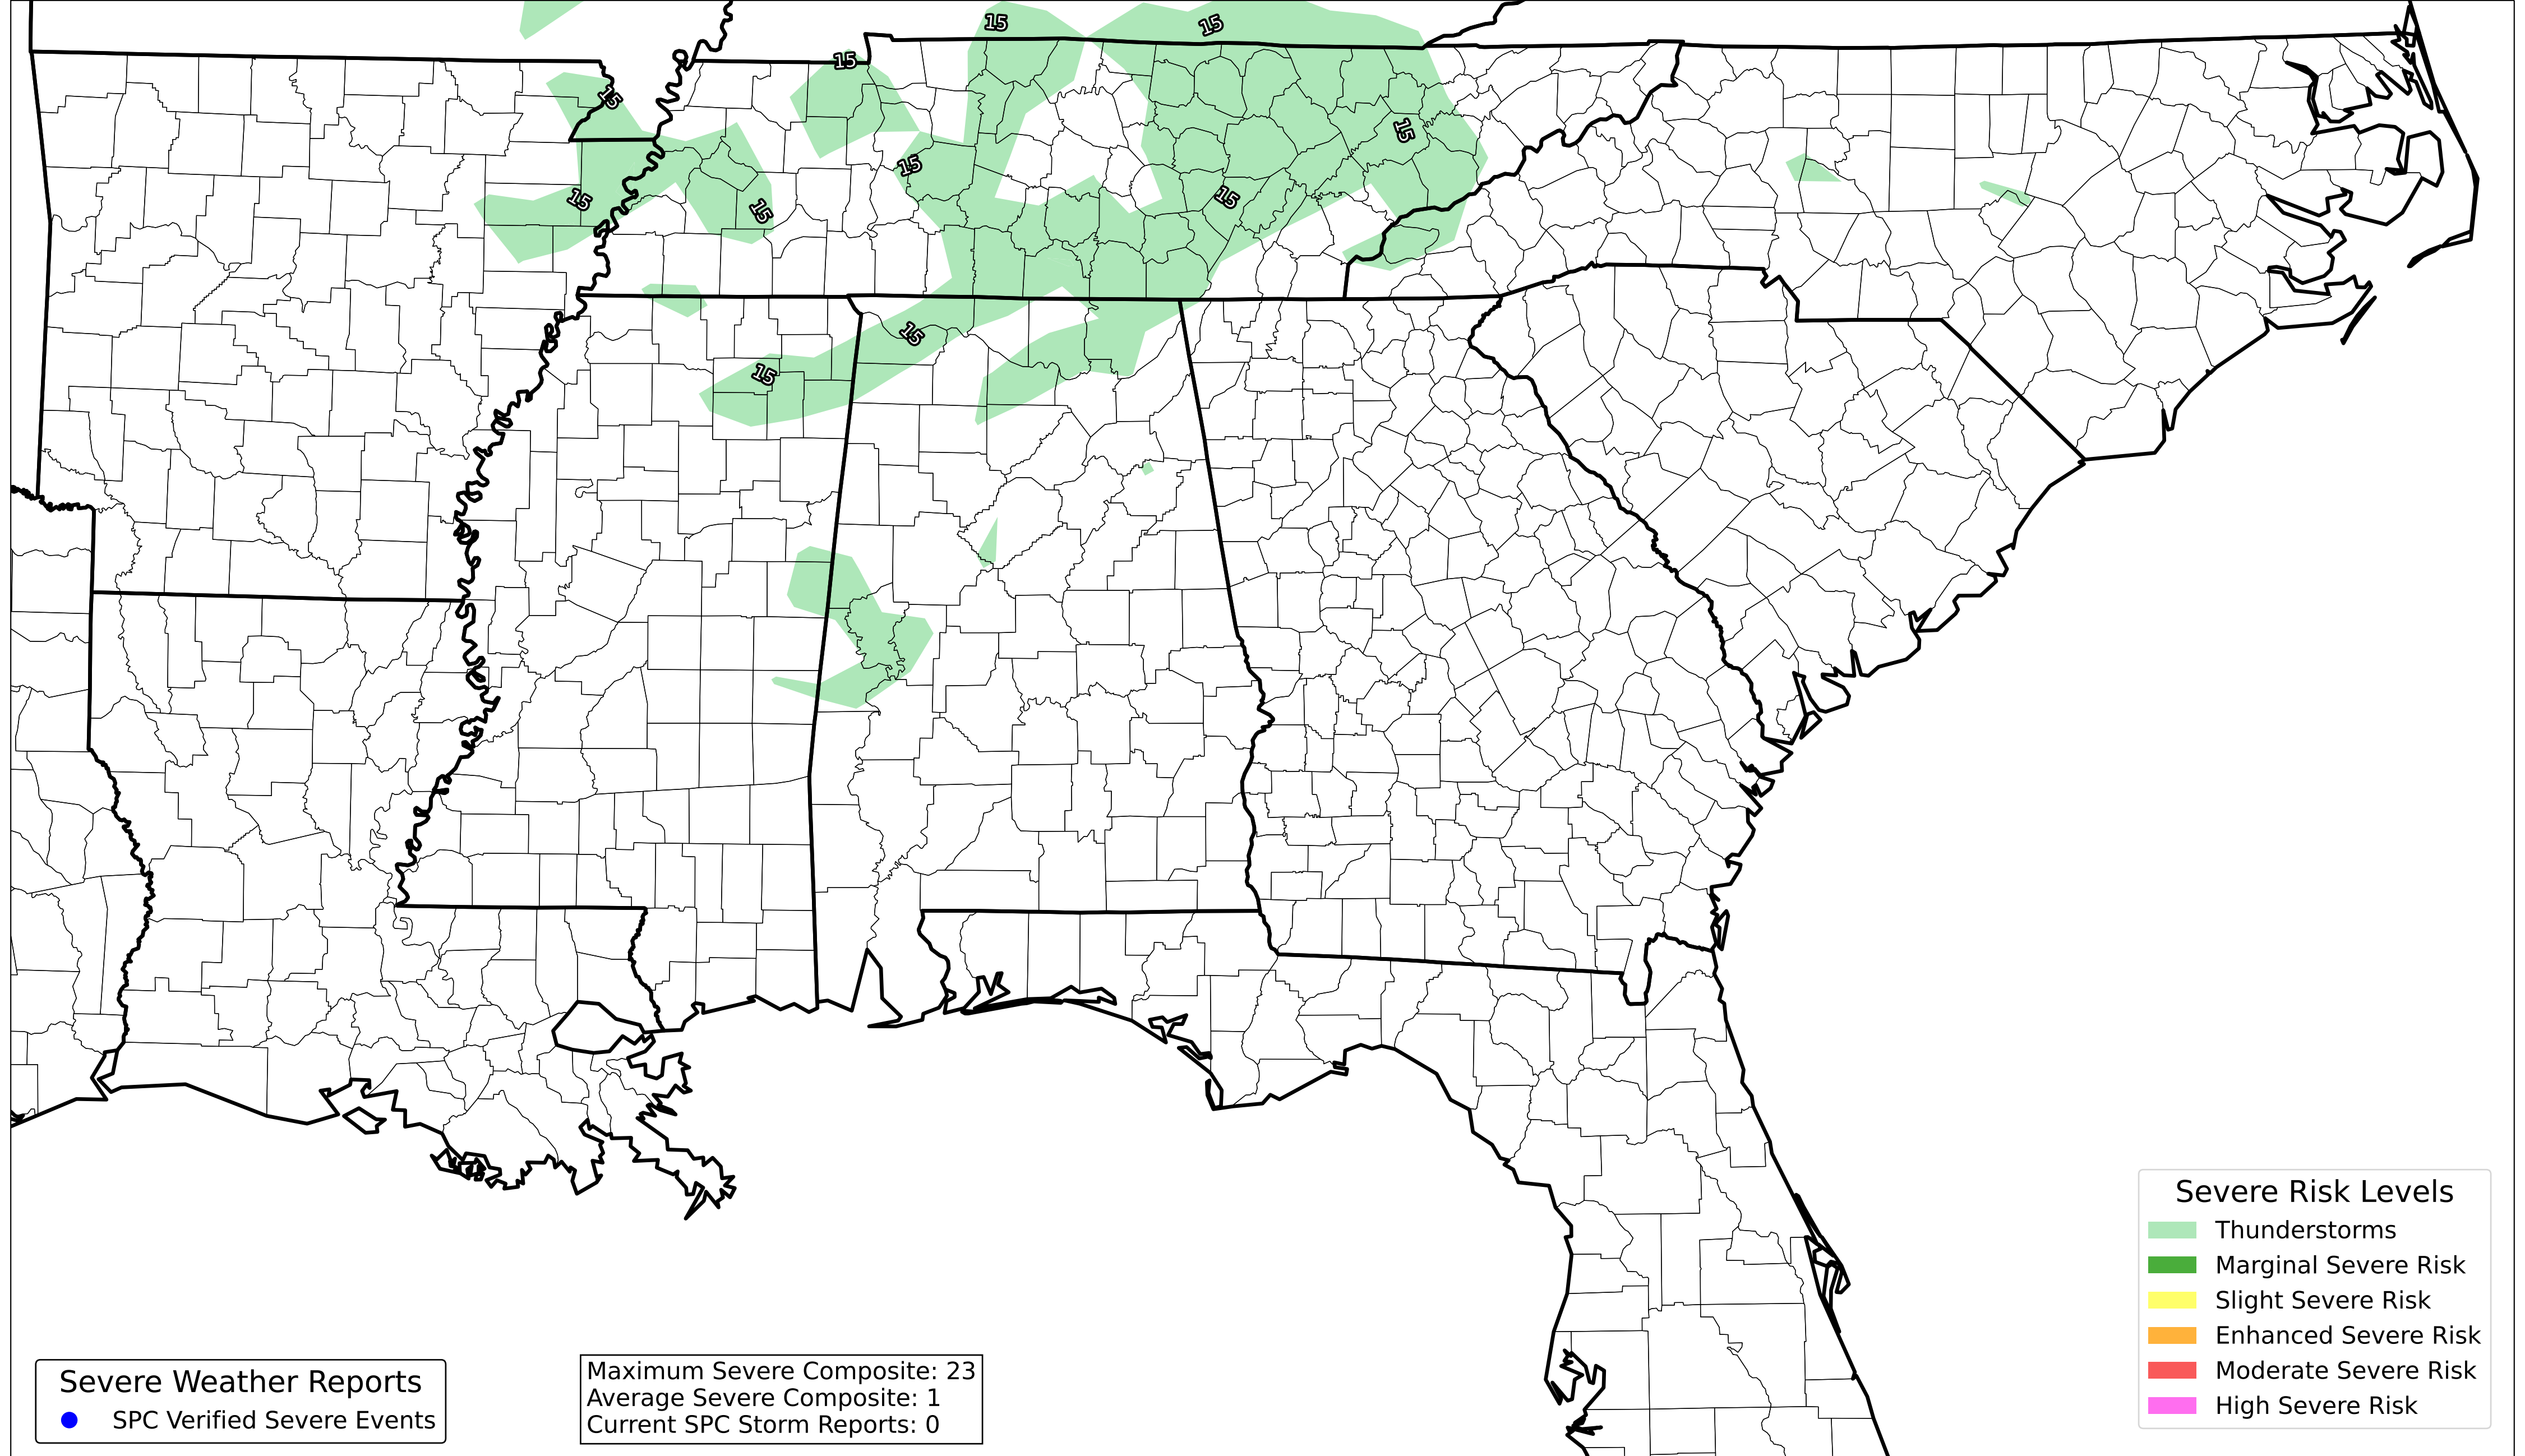 15
15
15
15
15
15
15
15
15
15
15
Severe Risk Levels
Thunderstorms
Marginal Severe Risk
Slight Severe Risk
Enhanced Severe Risk
Moderate Severe Risk
High Severe Risk
Severe Weather Reports
SPC Verified Severe Events
Maximum Severe Composite: 23
Average Severe Composite: 1
Current SPC Storm Reports: 0